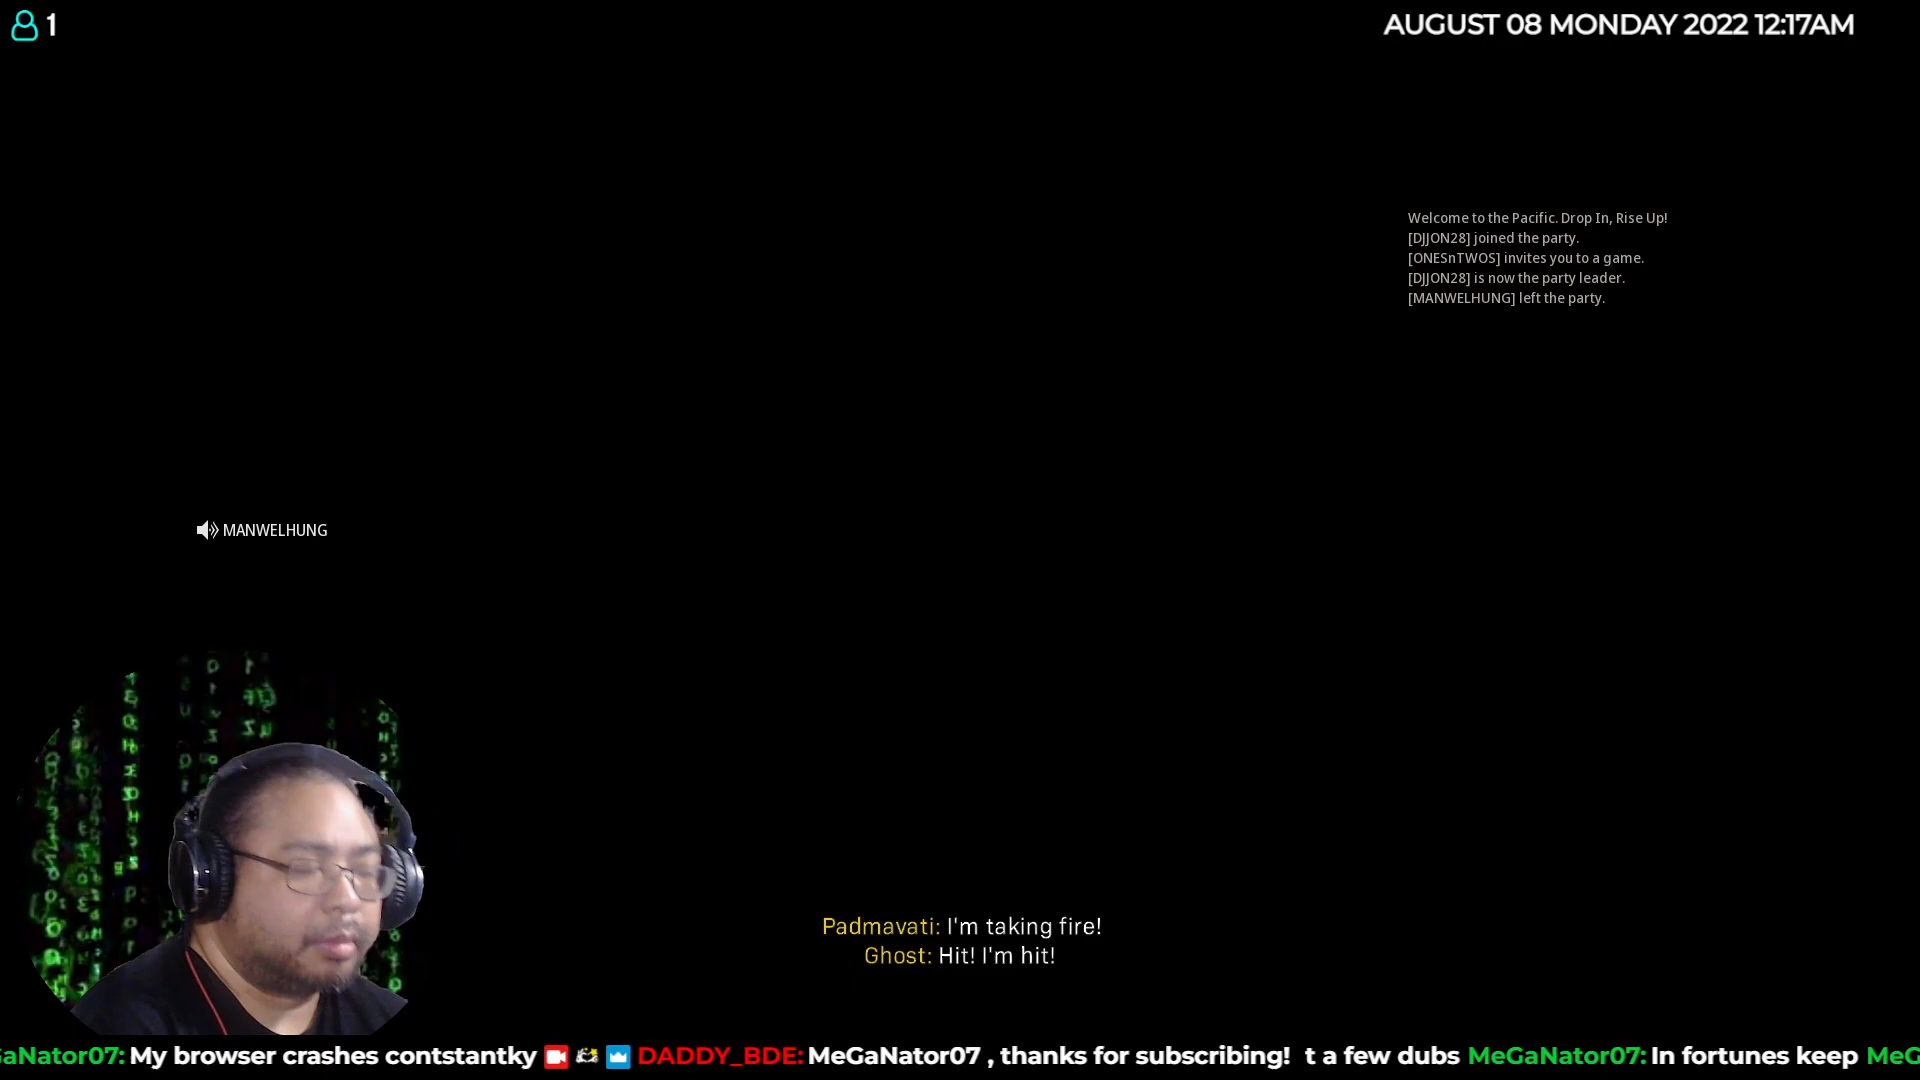 1
AUGUST 08 MONDAY 2022 12:17AM
Welcome to the Pacific. Drop In, Rise Up!
[DJJON28] joined the party.
[ONESnTWOS] invites you to a game.
[DJJON28] is now the party leader.
[MANWELHUNG] left the party.
MANWELHUNG
Padmavati: I'm taking fire!
Ghost: Hit! I'm hit!
aNator07: My browser crashes contstantky DADDY_BDE: MeGaNator07 , thanks for subscribing! t a few dubs MeGaNator07: In fortunes keep MeG